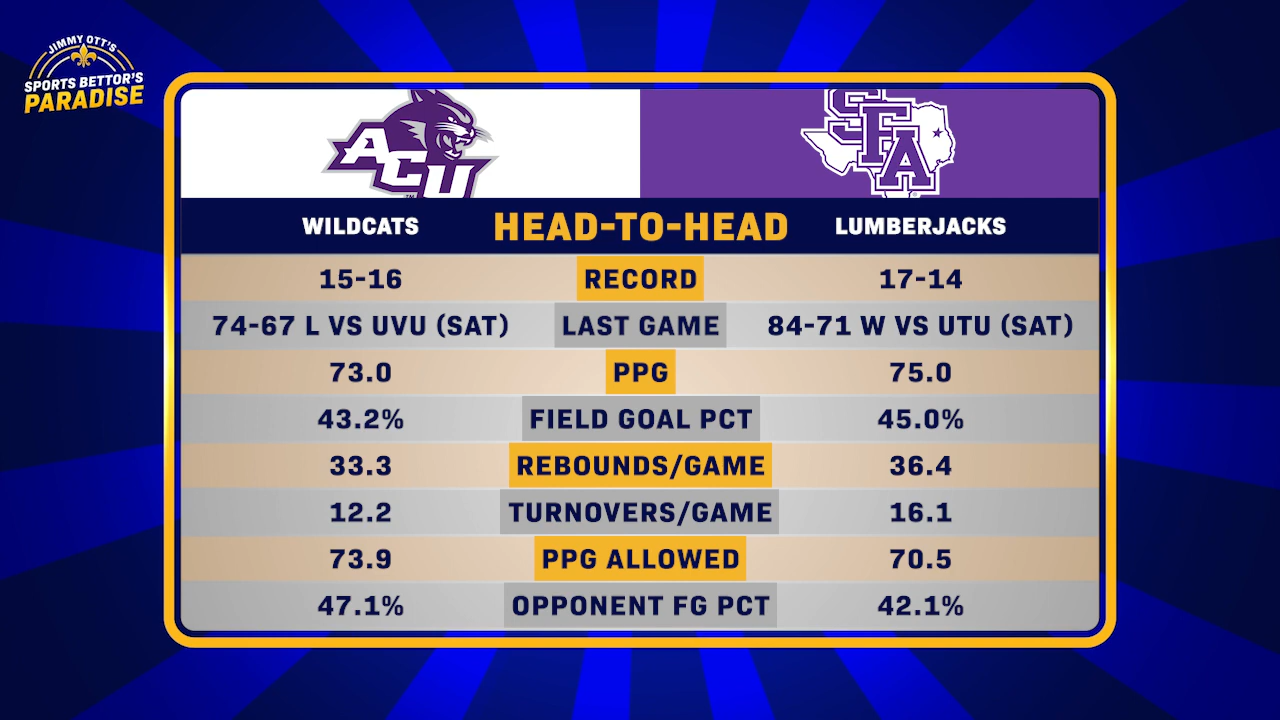 JIMMY OTT'S
SPORTS BETTOR'S
PARADISE
ACU
TM
SFA
WILDCATS HEAD-TO-HEAD LUMBERJACKS
15-16 RECORD 17-14
74-67 L VS UVU (SAT) LAST GAME 84-71 W VS UTU (SAT)
73.0 PPG 75.0
43.2% FIELD GOAL PCT 45.0%
33.3 REBOUNDS/GAME 36.4
12.2 TURNOVERS/GAME 16.1
73.9 PPG ALLOWED 70.5
47.1% OPPONENT FG PCT 42.1%